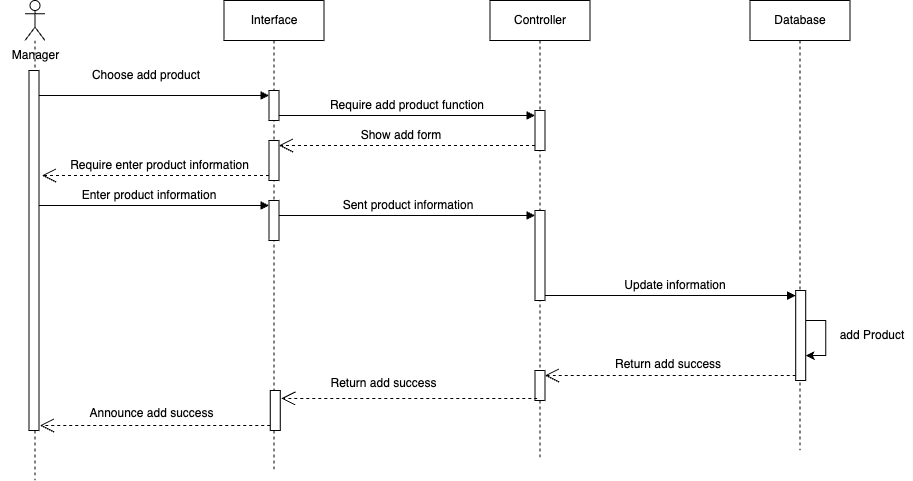 Interface
Controller
Database
Manager
Choose add product
Require add product function
Show add form
Require enter product information
Enter product information
Sent product information
Update information
add Product
Return add success
Return add success
Announce add success